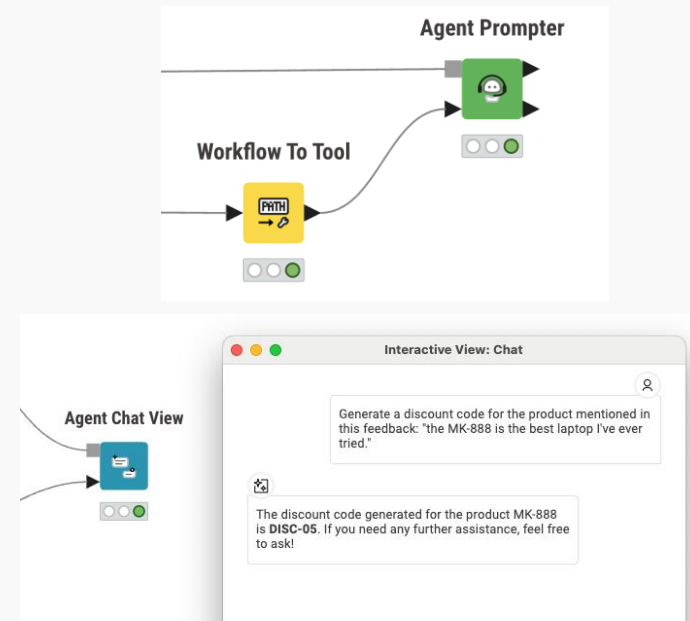 Agent Prompter
Workflow To Tool
PATH
Agent Chat View
Interactive View: Chat
Generate a discount code for the product mentioned in
this feedback: "the MK-888 is the best laptop I've ever
tried."
The discount code generated for the product MK-888
is DISC-05. If you need any further assistance, feel free
to ask!